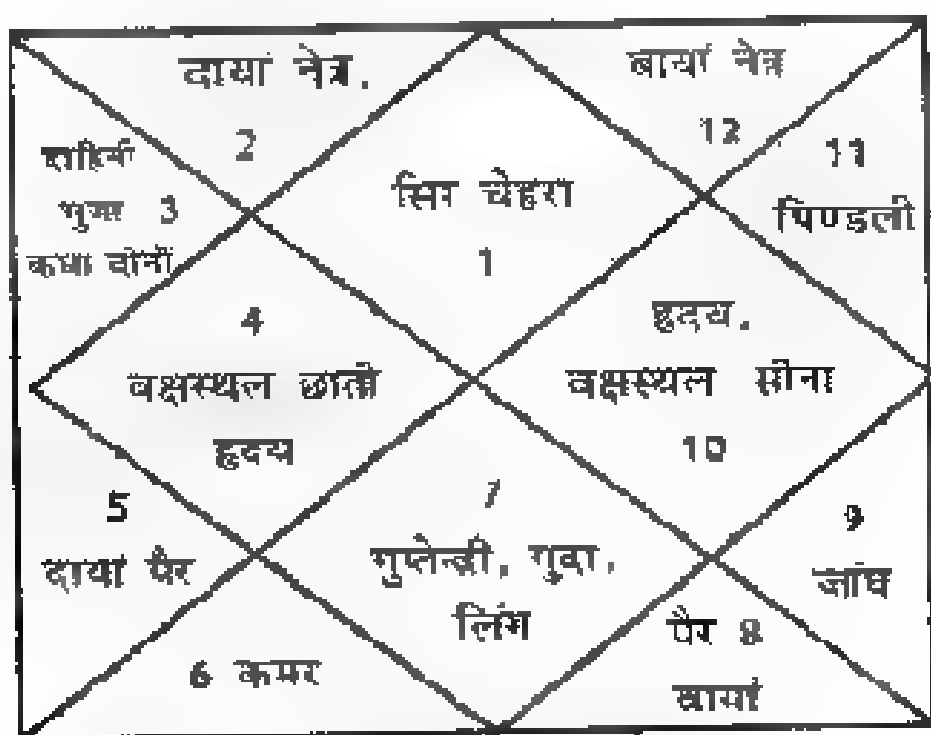 दायां नेत्र.
2
बायां नेत्र
12
दाहिनी
भुजा 3
कंधा दोनों
11
पिण्डली
सिर चेहरा
1
4
वक्षस्थल छाती
हृदय
हृदय.
वक्षस्थल सीना
10
5
दायां पैर
7
गुप्तेन्द्री, गुदा,
लिंग
9
जांघ
6 कमर
पैर 8
बायां